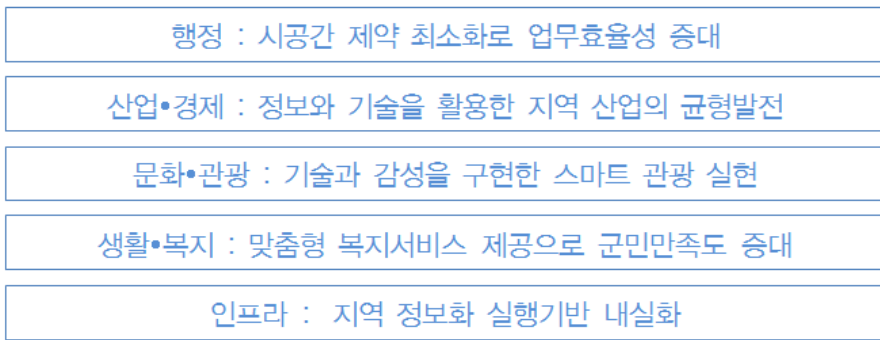 행정 : 시공간 제약 최소화로 업무효율성 증대
산업•경제 : 정보와 기술을 활용한 지역 산업의 균형발전
문화•관광 : 기술과 감성을 구현한 스마트 관광 실현
생활•복지 : 맞춤형 복지서비스 제공으로 군민만족도 증대
인프라 : 지역 정보화 실행기반 내실화